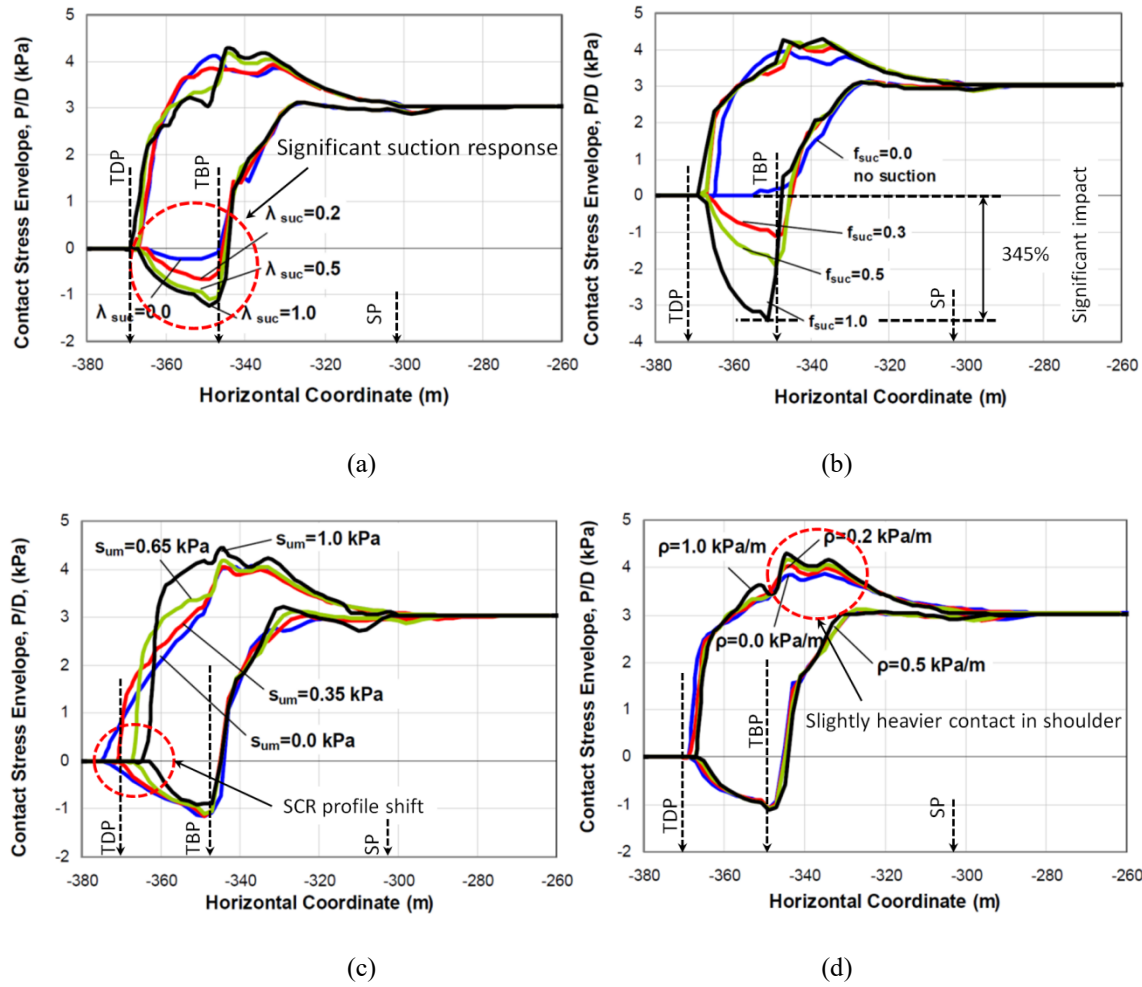 Contact Stress Envelope, P/D (kPa)
5
4
3
2
1
0
-1
-2
TDP
TBP
SP
Significant suction response
λ suc=0.2
λ suc=0.5
λ suc=0.0
λ suc=1.0
-380 -360 -340 -320 -300 -280 -260
Horizontal Coordinate (m)
(a)
Contact Stress Envelope, P/D (kPa)
5
4
3
2
1
0
-1
-2
-3
-4
TDP
TBP
SP
fsuc=0.0
no suction
fsuc=0.3
fsuc=0.5
fsuc=1.0
345%
Significant impact
-380 -360 -340 -320 -300 -280 -260
Horizontal Coordinate (m)
(b)
Contact Stress Envelope, P/D, (kPa)
5
4
3
2
1
0
-1
-2
sum=0.65 kPa
sum=1.0 kPa
sum=0.35 kPa
sum=0.0 kPa
SCR profile shift
TDP
TBP
SP
-380 -360 -340 -320 -300 -280 -260
Horizontal Coordinate (m)
(c)
Contact Stress Envelope, P/D (kPa)
5
4
3
2
1
0
-1
-2
ρ=1.0 kPa/m
ρ=0.2 kPa/m
ρ=0.0 kPa/m
ρ=0.5 kPa/m
Slightly heavier contact in shoulder
TDP
TBP
SP
-380 -360 -340 -320 -300 -280 -260
Horizontal Coordinate (m)
(d)